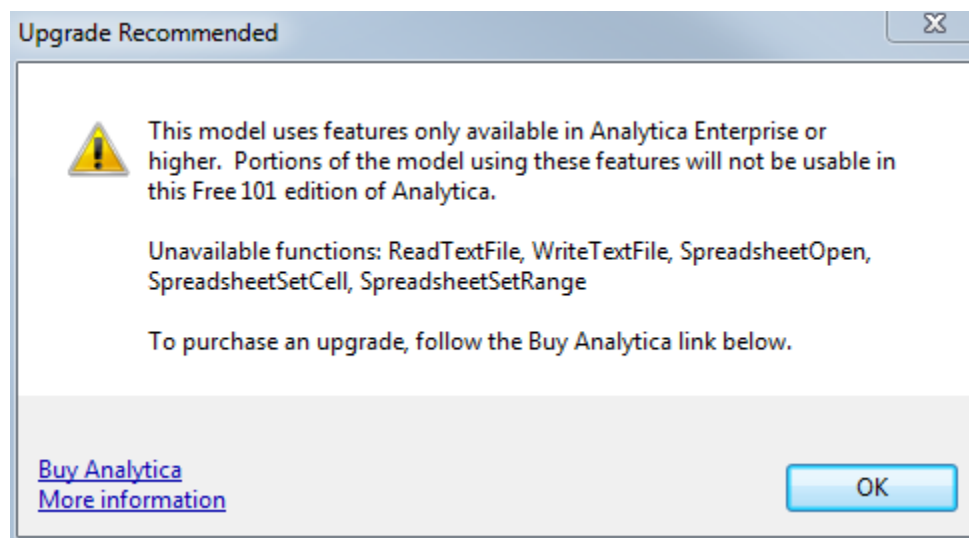 Upgrade Recommended
This model uses features only available in Analytica Enterprise or
higher.  Portions of the model using these features will not be usable in
this Free 101 edition of Analytica.
Unavailable functions: ReadTextFile, WriteTextFile, SpreadsheetOpen,
SpreadsheetSetCell, SpreadsheetSetRange
To purchase an upgrade, follow the Buy Analytica link below.
Buy Analytica
More information
OK